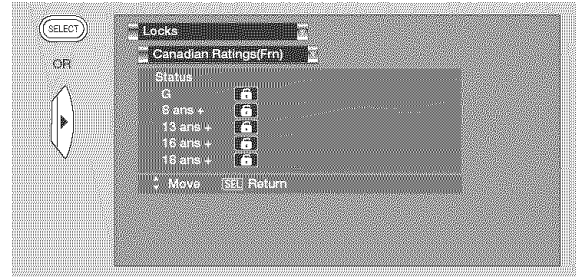 SELECT
OR
Locks
Canadian Ratings(Frn)
Status
G
8 ans +
13 ans +
16 ans +
18 ans +
Move SEL Return